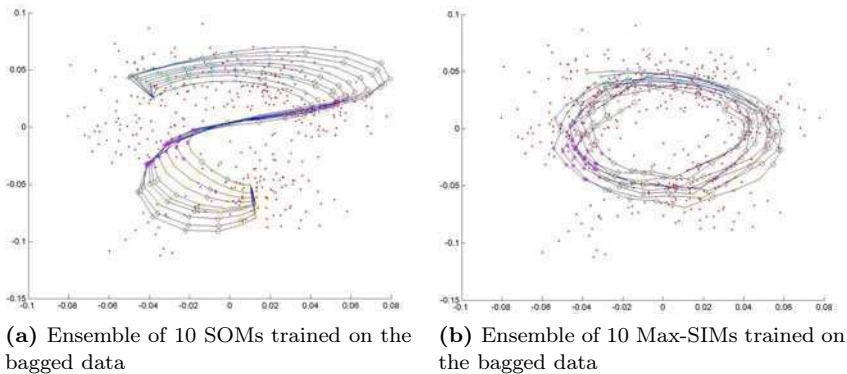 0.1
0.05
0
-0.05
-0.1
-0.15
-0.1 -0.08 -0.06 -0.04 -0.02 0 0.02 0.04 0.06 0.08
0.1
0.05
0
-0.05
-0.1
-0.15
-0.1 -0.08 -0.06 -0.04 -0.02 0 0.02 0.04 0.06 0.08
(a) Ensemble of 10 SOMs trained on the
bagged data
(b) Ensemble of 10 Max-SIMs trained on
the bagged data